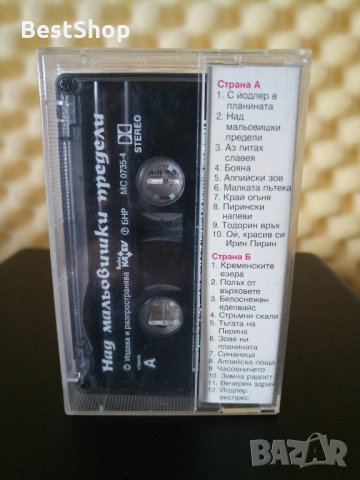 BestShop
Над мальовишки предели
© Издава и разпространява
KOEV
℗ БНР
MC 0735-4
STEREO
A
Страна А
1. С йодлер в
планината
2. Над
мальовишки
предели
3. Аз питах
славея
4. Бояна
5. Алпийски зов
6. Малката пътека
7. Край огъня
8. Пирински
напеви
9. Тодорин връх
10. Ой, красив си
Ирин Пирин
Страна Б
1. Кременските
езера
2. Полъх от
върховете
3. Белоснежен
еделвайс
4. Стръмни скали
5. Тъгата на
Пирина
6. Зове ни
планината
7. Синаница
8. Алпийска поща
9. Часовничето
10. Зимна радост
11. Вечерен здрач
12. Йодлер
експрес
BAZAR